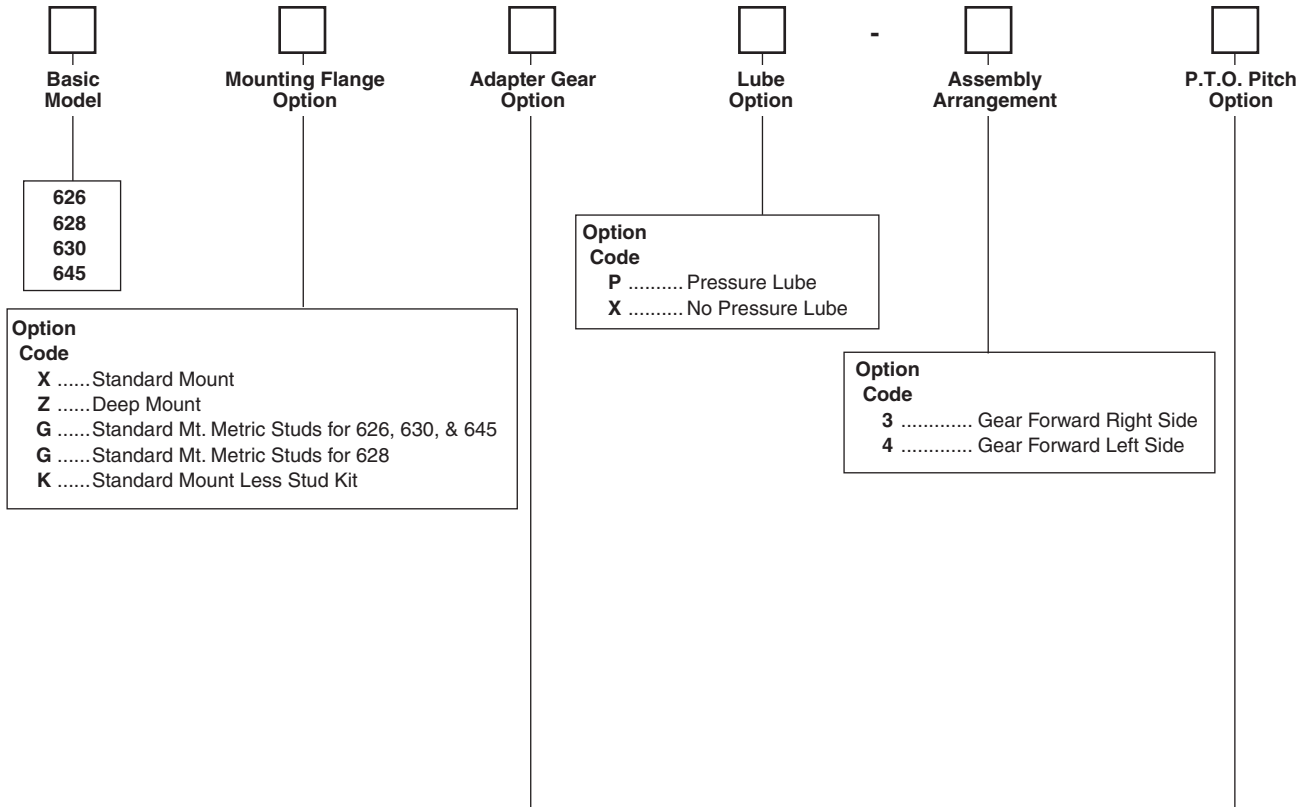 -
Basic Model
Mounting Flange Option
Adapter Gear Option
Lube Option
Assembly Arrangement
P.T.O. Pitch Option
626
628
630
645
Option
Code
P .......... Pressure Lube
X .......... No Pressure Lube
Option
Code
X ......Standard Mount
Z ......Deep Mount
G ......Standard Mt. Metric Studs for 626, 630, & 645
G ......Standard Mt. Metric Studs for 628
K ......Standard Mount Less Stud Kit
Option
Code
3 ............. Gear Forward Right Side
4 ............. Gear Forward Left Side